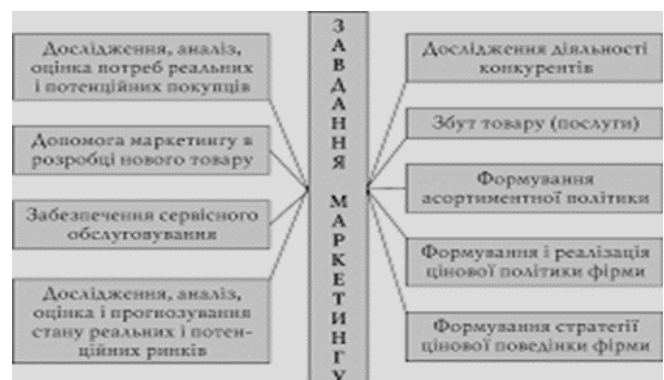 Дослідження, аналіз,
оцінка потреб реальних
і потенційних покупців
Допомога маркетингу в
розробці нового товару
Забезпечення сервісного
обслуговування
Дослідження, аналіз,
оцінка і прогнозування
стану реальних і потен-
ційних ринків
ЗАВДАННЯ МАРКЕТИНГУ
Дослідження діяльності
конкурентів
Збут товару (послуги)
Формування
асортиментної політики
Формування і реалізація
цінової політики фірми
Формування стратегії
цінової поведінки фірми